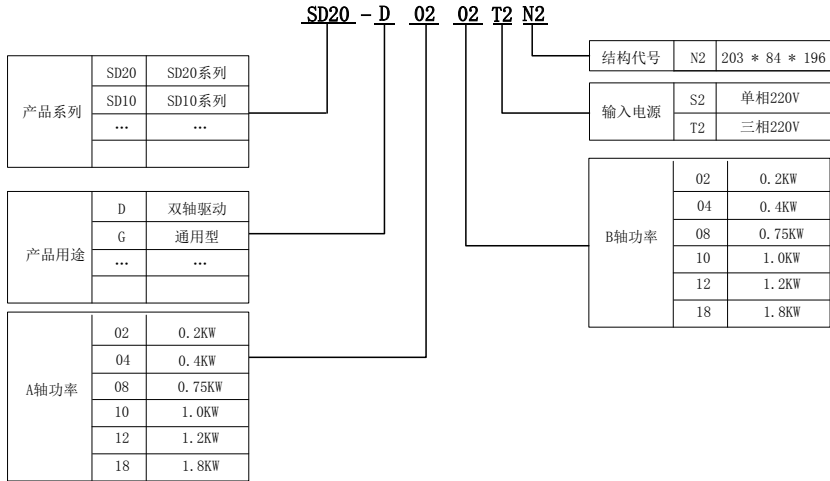 SD20 - D 02 02 T2 N2
产品系列
SD20 SD20系列
SD10 SD10系列
… …
产品用途
D 双轴驱动
G 通用型
… …
A轴功率
02 0.2KW
04 0.4KW
08 0.75KW
10 1.0KW
12 1.2KW
18 1.8KW
结构代号 N2 203 * 84 * 196
输入电源
S2 单相220V
T2 三相220V
B轴功率
02 0.2KW
04 0.4KW
08 0.75KW
10 1.0KW
12 1.2KW
18 1.8KW